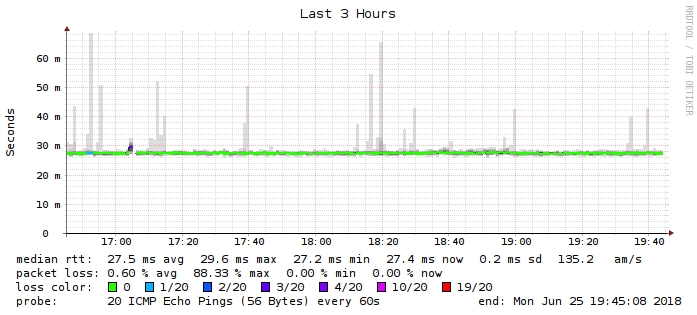 Last 3 Hours
RRDTOOL / TOBI OETIKER
Seconds
60 m
50 m
40 m
30 m
20 m
10 m
0
17:00 17:20 17:40 18:00 18:20 18:40 19:00 19:20 19:40
median rtt: 27.5 ms avg 29.6 ms max 27.2 ms min 27.4 ms now 0.2 ms sd 135.2 am/s
packet loss: 0.60 % avg 88.33 % max 0.00 % min 0.00 % now
loss color: 0 1/20 2/20 3/20 4/20 10/20 19/20
probe: 20 ICMP Echo Pings (56 Bytes) every 60s end: Mon Jun 25 19:45:08 2018